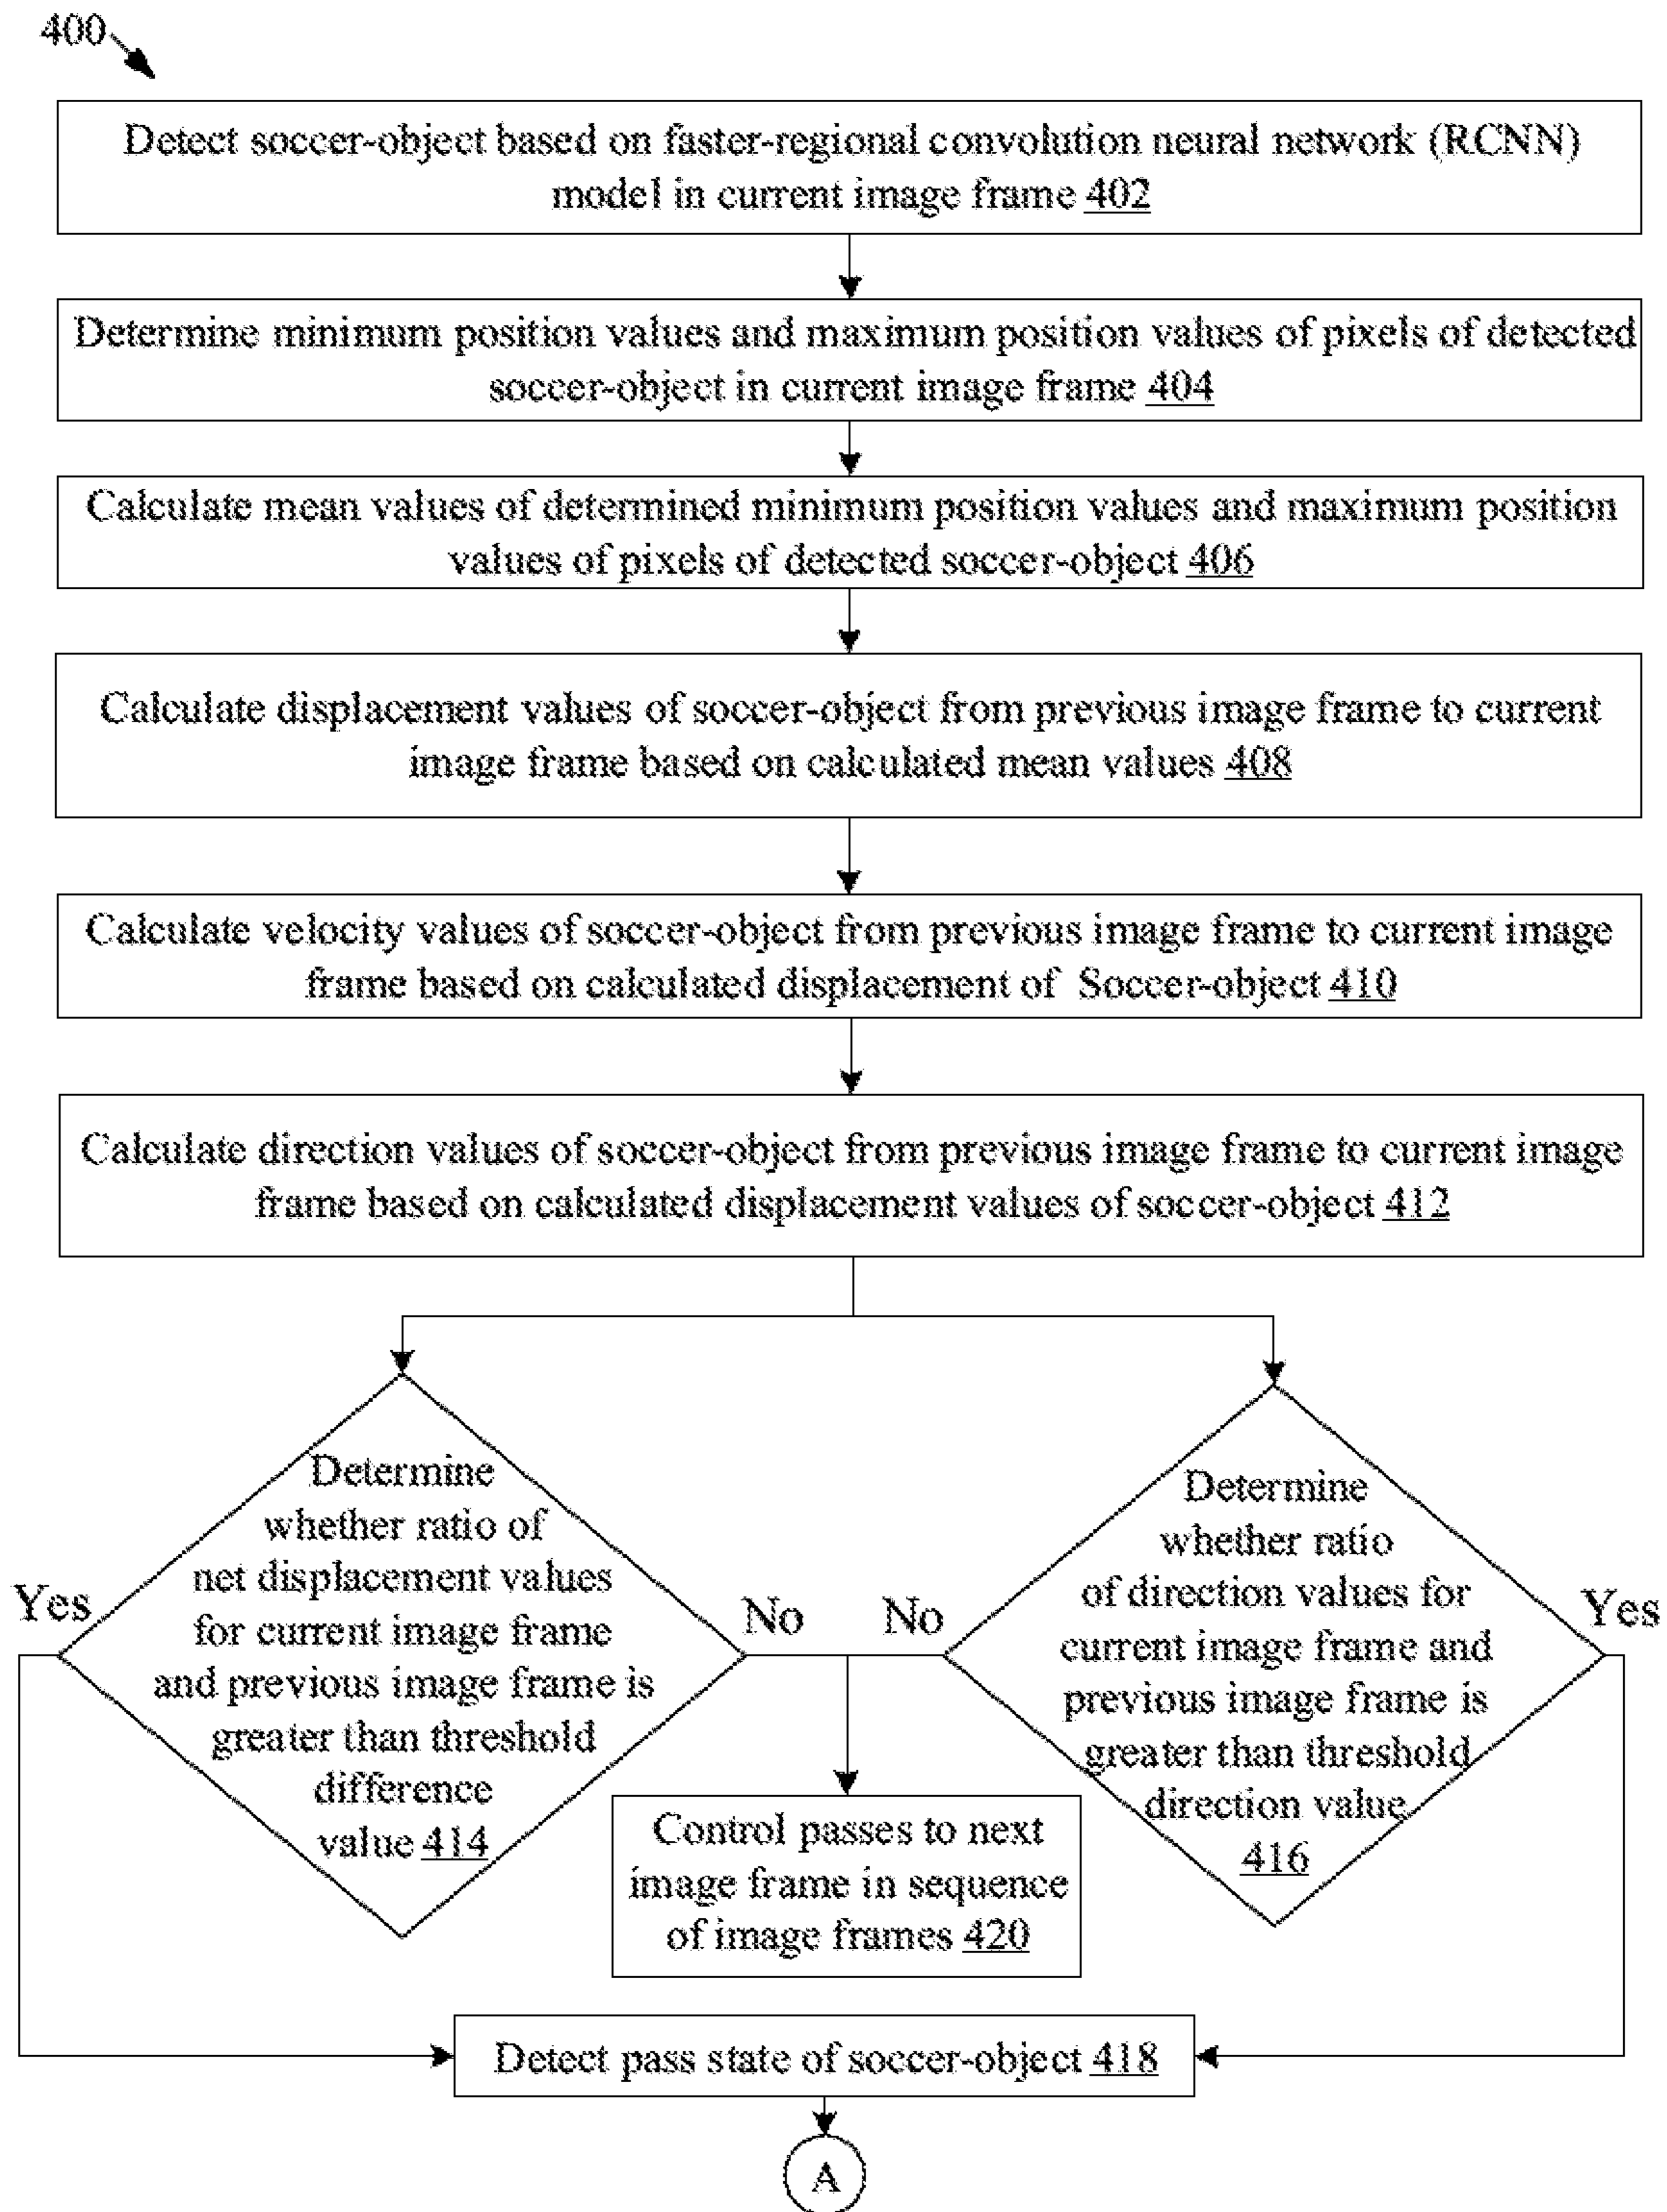 400
Detect soccer-object based on faster-regional convolution neural network (RCNN)
model in current image frame 402
Determine minimum position values and maximum position values of pixels of detected
soccer-object in current image frame 404
Calculate mean values of determined minimum position values and maximum position
values of pixels of detected soccer-object 406
Calculate displacement values of soccer-object from previous image frame to current
image frame based on calculated mean values 408
Calculate velocity values of soccer-object from previous image frame to current image
frame based on calculated displacement of Soccer-object 410
Calculate direction values of soccer-object from previous image frame to current image
frame based on calculated displacement values of soccer-object 412
Yes
Determine
whether ratio of
net displacement values
for current image frame
and previous image frame is
greater than threshold
difference
value 414
No
No
Determine
whether ratio
of direction values for
current image frame and
previous image frame is
greater than threshold
direction value
416
Yes
Control passes to next
image frame in sequence
of image frames 420
Detect pass state of soccer-object 418
A